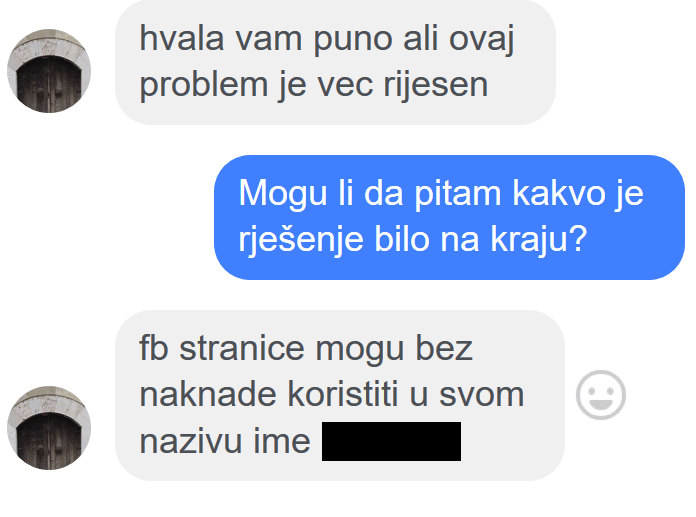 hvala vam puno ali ovaj
problem je vec rijesen
Mogu li da pitam kakvo je
rješenje bilo na kraju?
fb stranice mogu bez
naknade koristiti u svom
nazivu ime